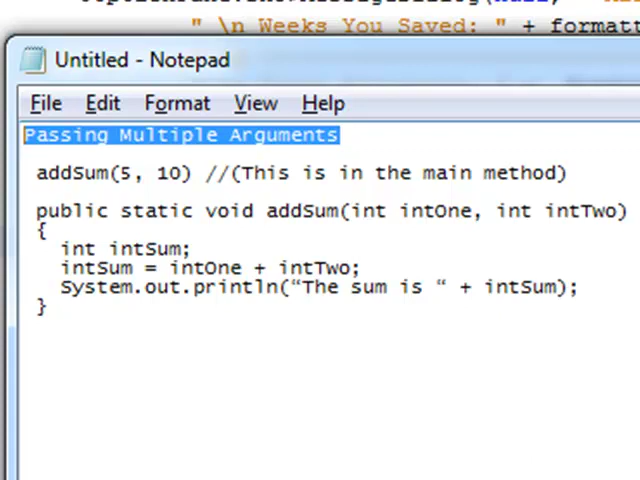 " \n Weeks You Saved: " +
Untitled - Notepad
File Edit Format View Help
Passing Multiple Arguments
addSum(5, 10) //(This is in the main method)
public static void addSum(int intOne, int intTwo)
{
int intSum;
intSum = intOne + intTwo;
System.out.println(“The sum is “ + intSum);
}